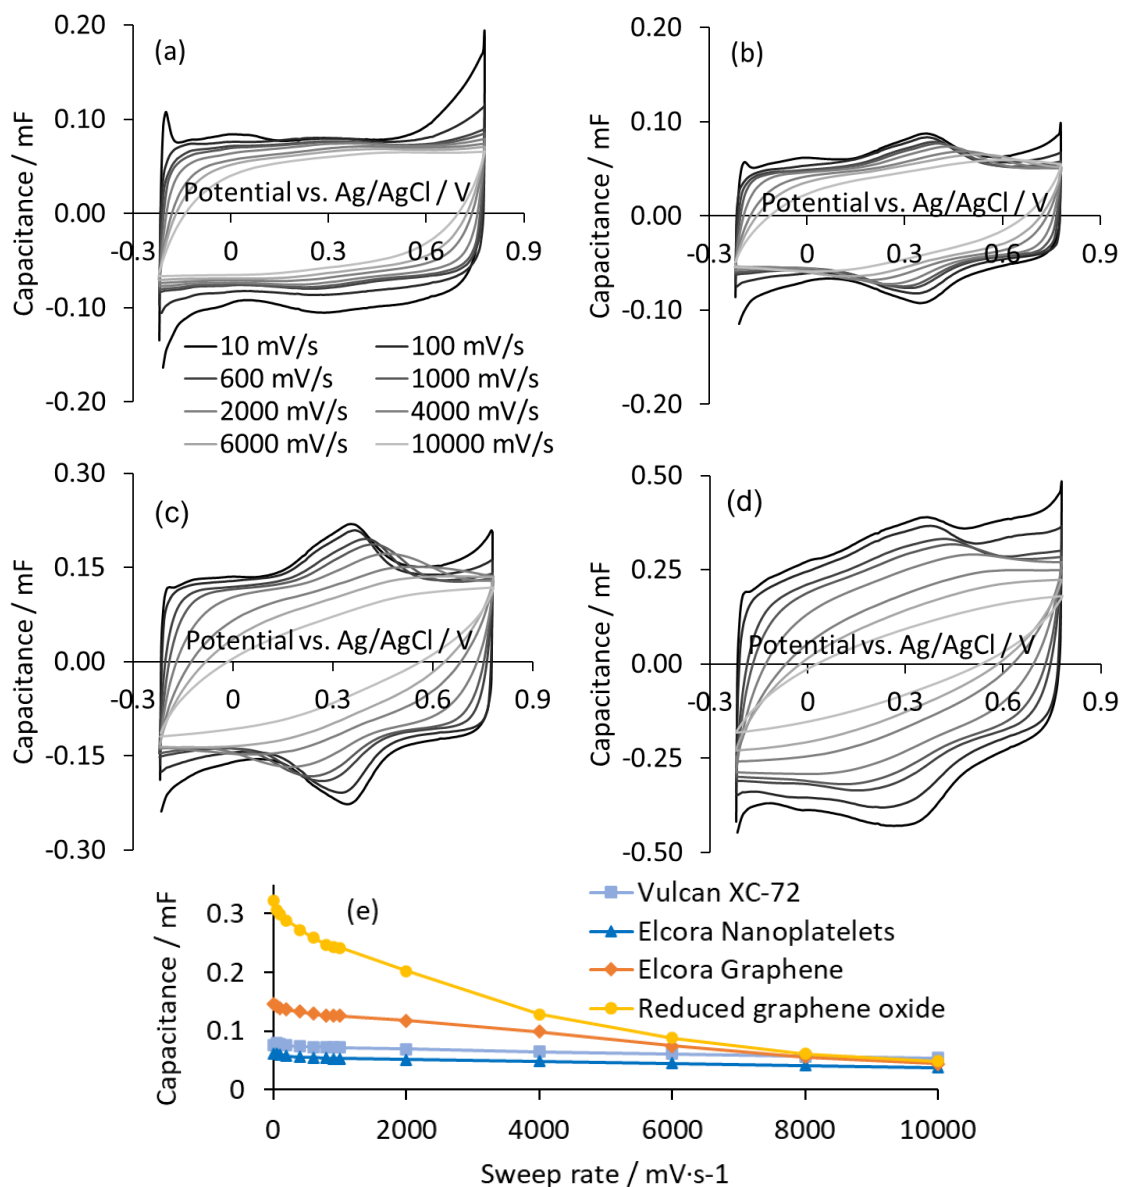 (a)
Capacitance / mF
0.20
0.10
0.00
-0.10
-0.20
Potential vs. Ag/AgCl / V
-0.3 0 0.3 0.6 0.9
10 mV/s 100 mV/s
600 mV/s 1000 mV/s
2000 mV/s 4000 mV/s
6000 mV/s 10000 mV/s
(b)
Capacitance / mF
0.20
0.10
0.00
-0.10
-0.20
Potential vs. Ag/AgCl / V
-0.3 0 0.3 0.6 0.9
(c)
Capacitance / mF
0.30
0.15
0.00
-0.15
-0.30
Potential vs. Ag/AgCl / V
-0.3 0 0.3 0.6 0.9
(d)
Capacitance / mF
0.50
0.25
0.00
-0.25
-0.50
Potential vs. Ag/AgCl / V
-0.3 0 0.3 0.6 0.9
(e)
Capacitance / mF
0.3
0.2
0.1
0
Vulcan XC-72
Elcora Nanoplatelets
Elcora Graphene
Reduced graphene oxide
0 2000 4000 6000 8000 10000
Sweep rate / mV·s-1